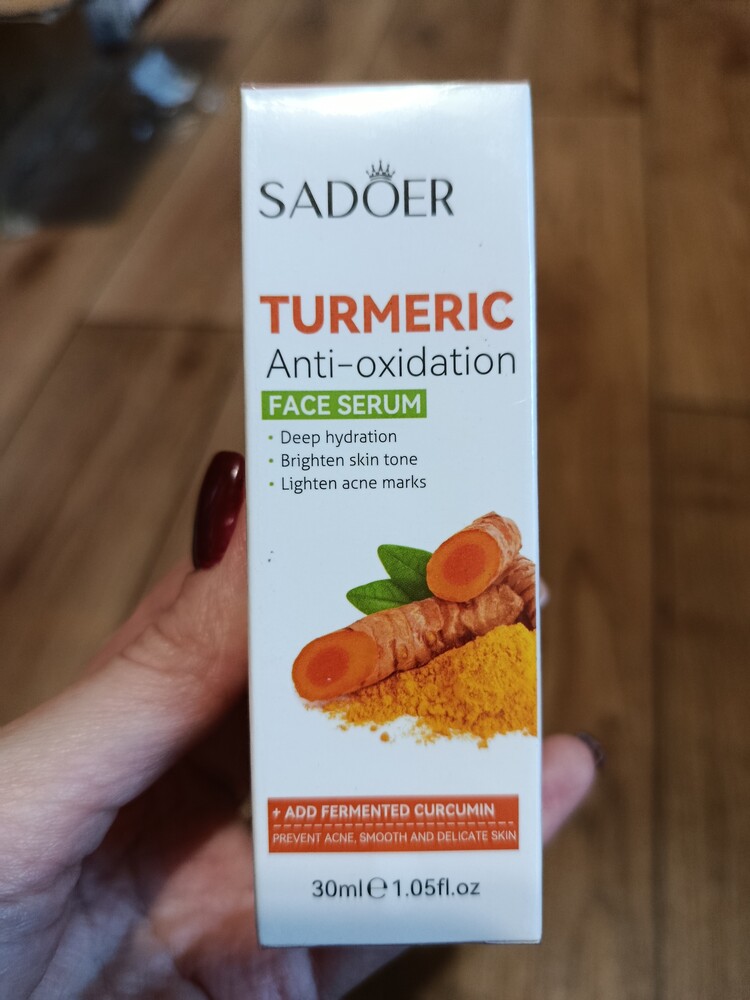 SADOER
TURMERIC
Anti-oxidation
FACE SERUM
• Deep hydration
• Brighten skin tone
• Lighten acne marks
+ ADD FERMENTED CURCUMIN
PREVENT ACNE, SMOOTH AND DELICATE SKIN
30ml ℮ 1.05fl.oz